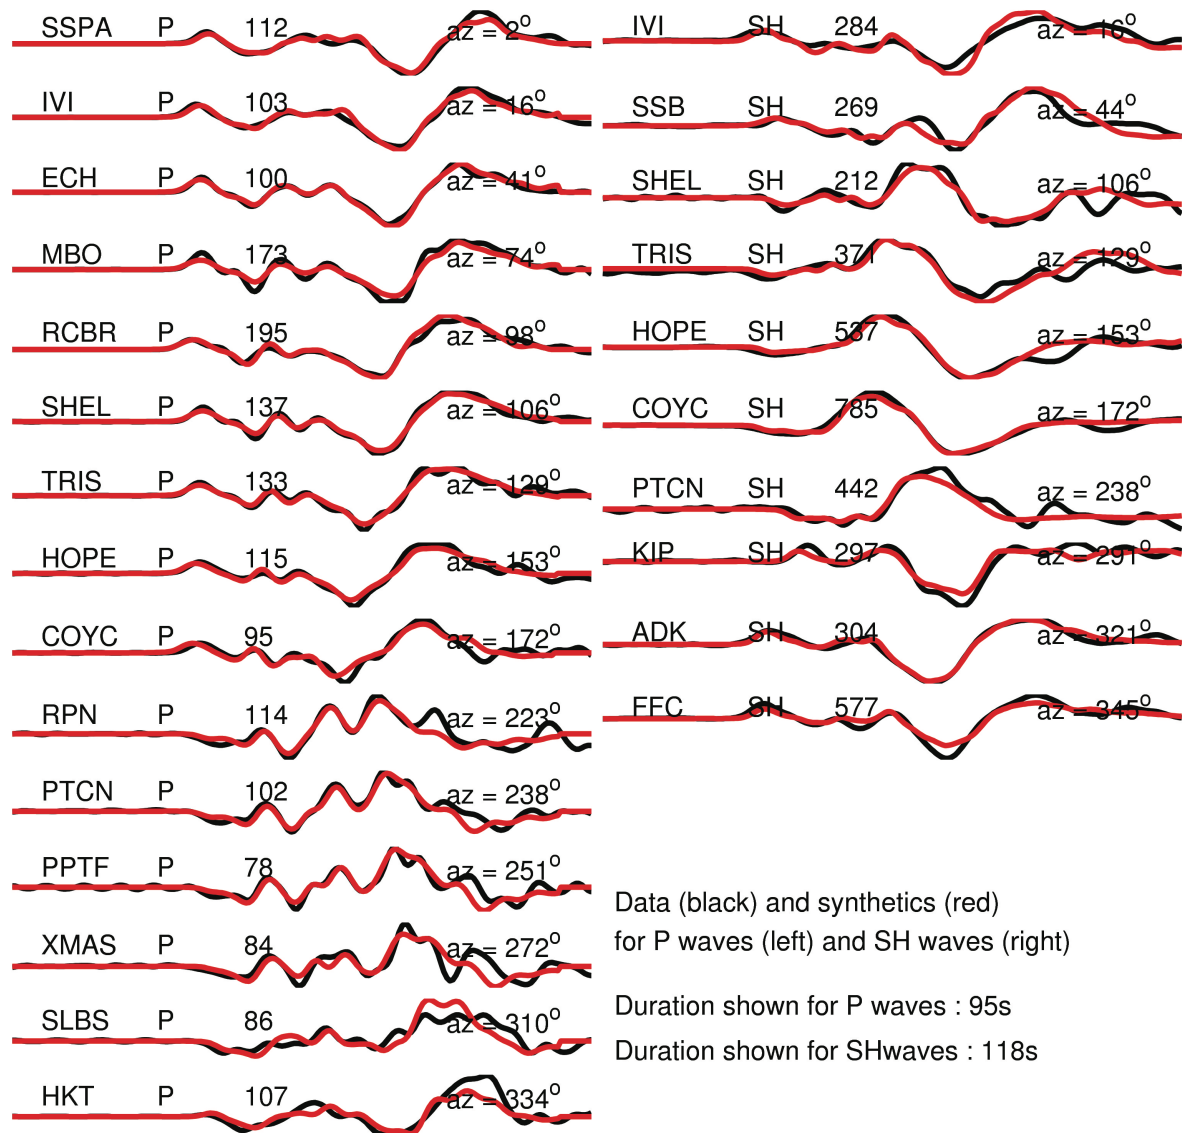 SSPA P 112 az = 2°
IVI P 103 az = 16°
ECH P 100 az = 41°
MBO P 173 az = 74°
RCBR P 195 az = 98°
SHEL P 137 az = 106°
TRIS P 133 az = 129°
HOPE P 115 az = 153°
COYC P 95 az = 172°
RPN P 114 az = 223°
PTCN P 102 az = 238°
PPTF P 78 az = 251°
XMAS P 84 az = 272°
SLBS P 86 az = 310°
HKT P 107 az = 334°
IVI SH 284 az = 16°
SSB SH 269 az = 44°
SHEL SH 212 az = 106°
TRIS SH 371 az = 129°
HOPE SH 537 az = 153°
COYC SH 785 az = 172°
PTCN SH 442 az = 238°
KIP SH 297 az = 291°
ADK SH 304 az = 321°
FFC SH 577 az = 345°
Data (black) and synthetics (red)
for P waves (left) and SH waves (right)
Duration shown for P waves : 95s
Duration shown for SHwaves : 118s